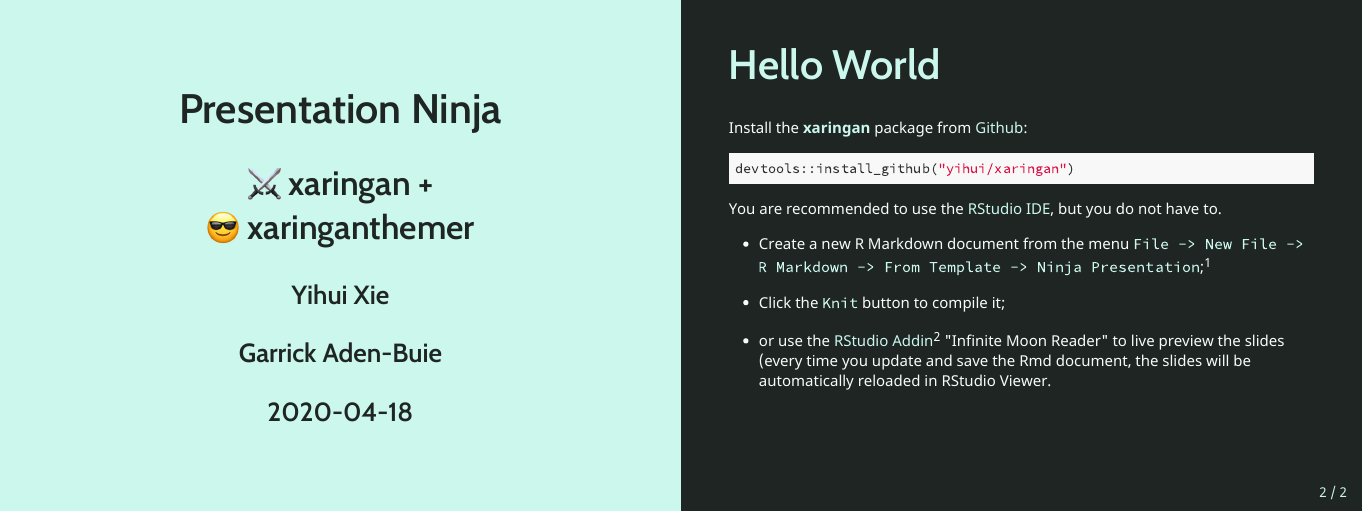 Presentation Ninja
⚔️ xaringan +
😎 xaringanthemer
Yihui Xie
Garrick Aden-Buie
2020-04-18
Hello World
Install the xaringan package from Github:
devtools::install_github("yihui/xaringan")
You are recommended to use the RStudio IDE, but you do not have to.
• Create a new R Markdown document from the menu File -> New File ->
R Markdown -> From Template -> Ninja Presentation;1
• Click the Knit button to compile it;
• or use the RStudio Addin2 "Infinite Moon Reader" to live preview the slides
(every time you update and save the Rmd document, the slides will be
automatically reloaded in RStudio Viewer.
2 / 2